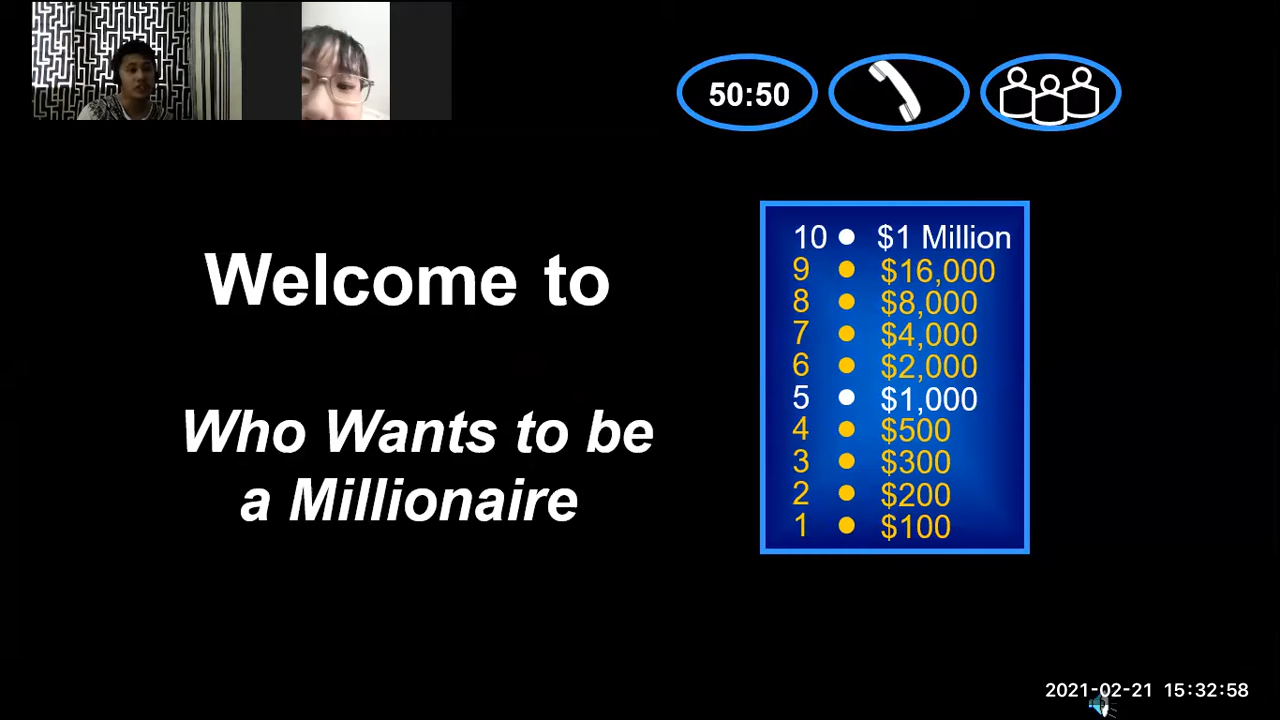 50:50
Welcome to
Who Wants to be
a Millionaire
10 $1 Million
9 $16,000
8 $8,000
7 $4,000
6 $2,000
5 $1,000
4 $500
3 $300
2 $200
1 $100
2021-02-21 15:32:58